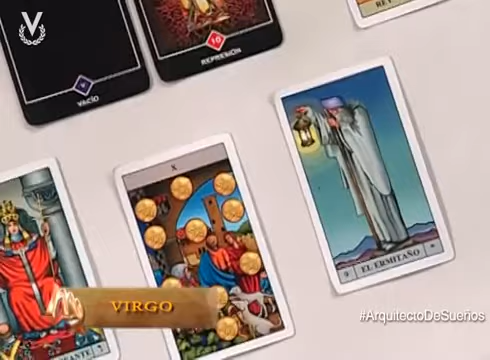 VACÍO
10
REPRESIÓN
X
9 EL ERMITAÑO
VIRGO
#ArquitectoDeSueños